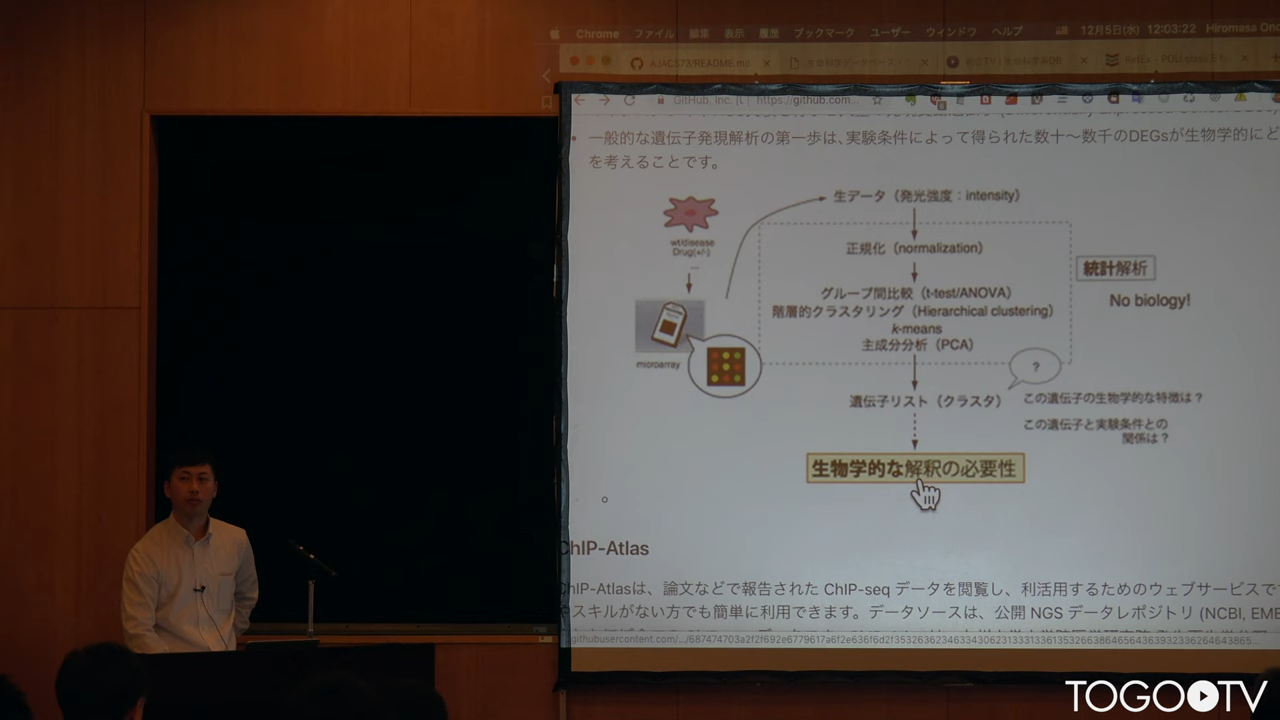 Chrome ファイル 編集 表示 履歴 ブックマーク ユーザー ウィンドウ ヘルプ 12月5日(水) 12:03:22 Hiromasa Ono
AJACS73/README.md
GitHub, Inc. https://github.com...
一般的な遺伝子発現解析の第一歩は、実験条件によって得られた数十〜数千のDEGsが生物学的にど
を考えることです。
生データ（発光強度：intensity）
wt/disease
Drug(+/-)
...
正規化（normalization）
統計解析
No biology!
グループ間比較（t-test/ANOVA）
階層的クラスタリング（Hierarchical clustering）
k-means
主成分分析（PCA）
microarray
?
遺伝子リスト（クラスタ）
この遺伝子の生物学的な特徴は？
この遺伝子と実験条件との
関係は？
生物学的な解釈の必要性
ChIP-Atlas
ChIP-Atlasは、論文などで報告された ChIP-seq データを閲覧し、利活用するためのウェブサービスで
やスキルがない方でも簡単に利用できます。データソースは、公開 NGS データレポジトリ (NCBI, EMB
TOGOTV